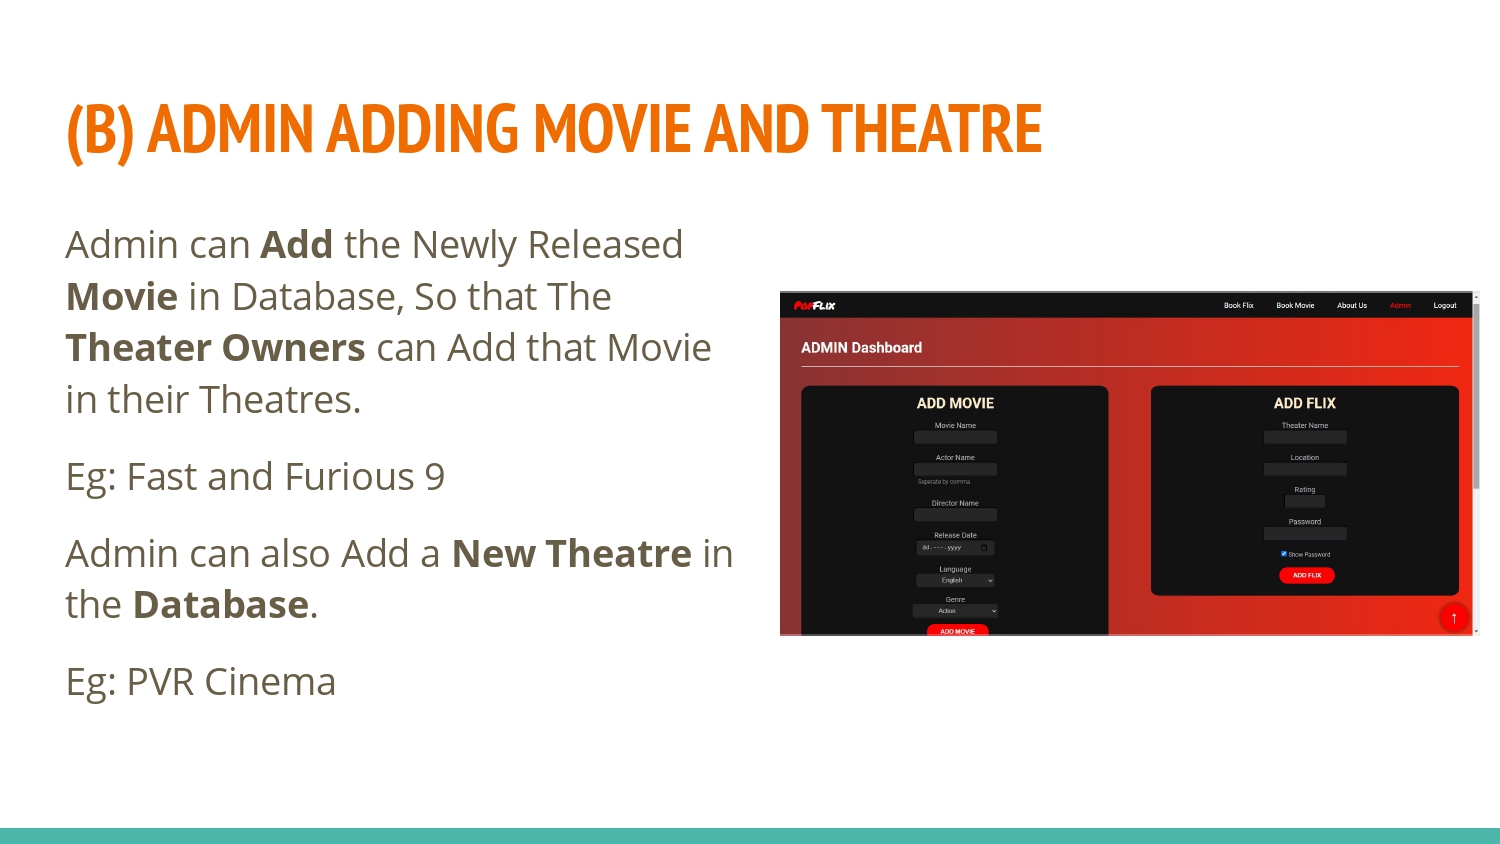 (B) ADMIN ADDING MOVIE AND THEATRE
Admin can Add the Newly Released
Movie in Database, So that The
Theater Owners can Add that Movie
in their Theatres.
Eg: Fast and Furious 9
Admin can also Add a New Theatre in
the Database.
Eg: PVR Cinema
POPFLIX
Book Flix Book Movie About Us Admin Logout
ADMIN Dashboard
ADD MOVIE
Movie Name
Actor Name
Seperate by comma
Director Name
Release Date
dd----.yyyy
Language
English
Genre
Action
ADD MOVIE
ADD FLIX
Theater Name
Location
Rating
Password
Show Password
ADD FLIX
↑